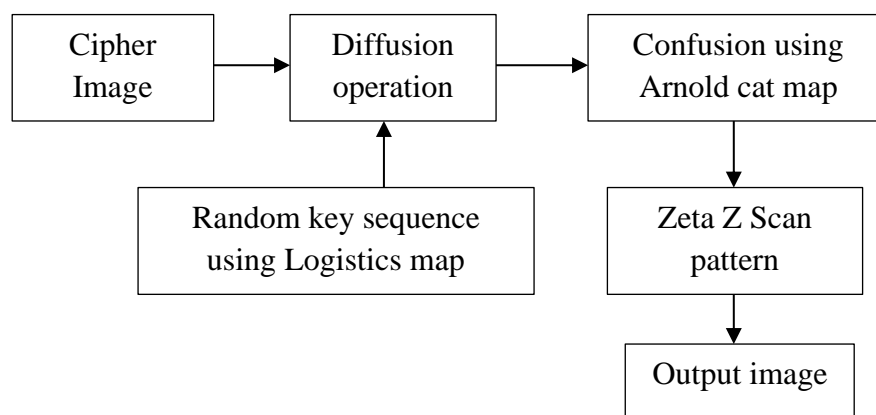 Cipher
Image
Diffusion
operation
Confusion using
Arnold cat map
Random key sequence
using Logistics map
Zeta Z Scan
pattern
Output image